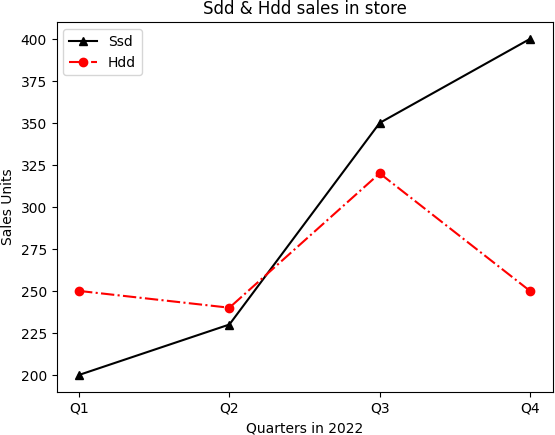 Sdd & Hdd sales in store
Ssd
Hdd
400
375
350
325
300
275
250
225
200
Sales Units
Q1 Q2 Q3 Q4
Quarters in 2022